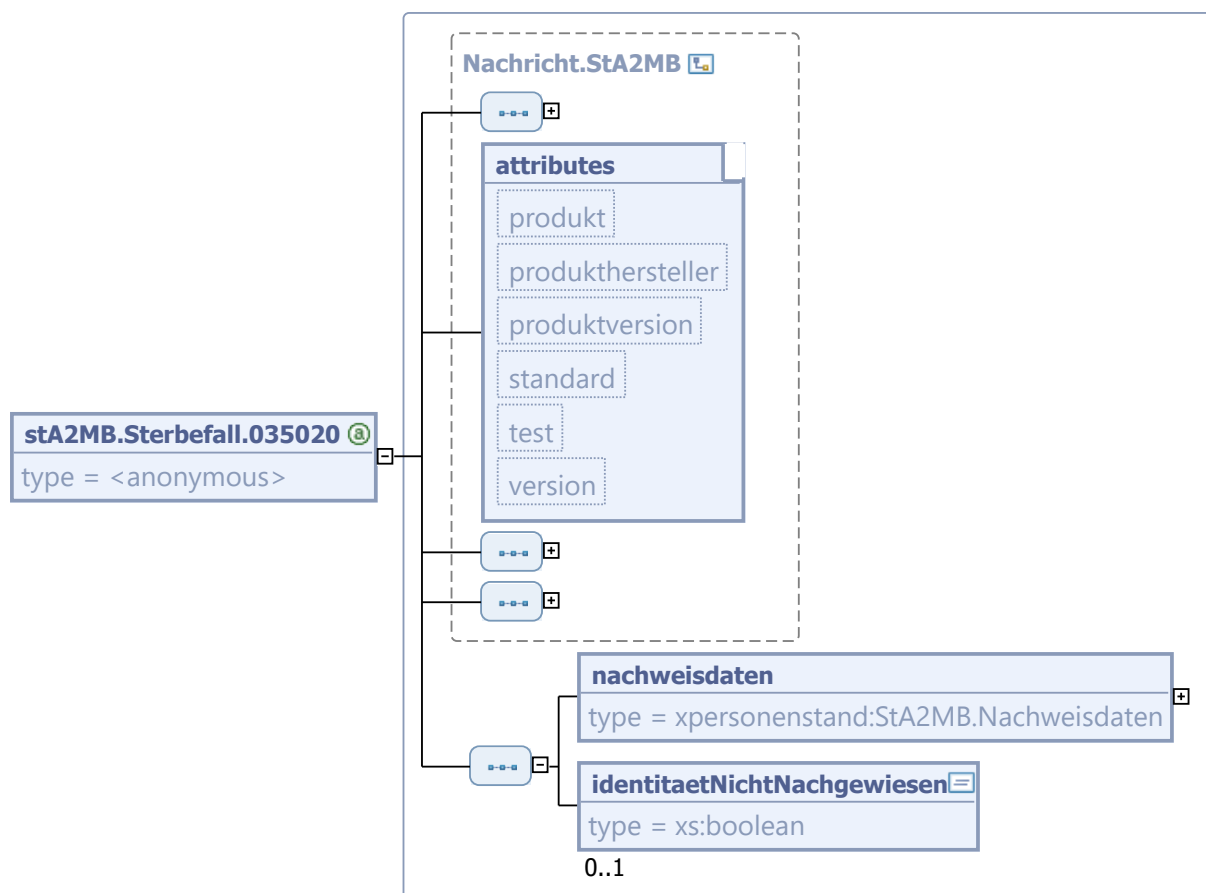 Nachricht.StA2MB
attributes
produkt
produkthersteller
produktversion
standard
test
version
stA2MB.Sterbefall.035020
type = <anonymous>
nachweisdaten
type = xpersonenstand:StA2MB.Nachweisdaten
identitaetNichtNachgewiesen
type = xs:boolean
0..1